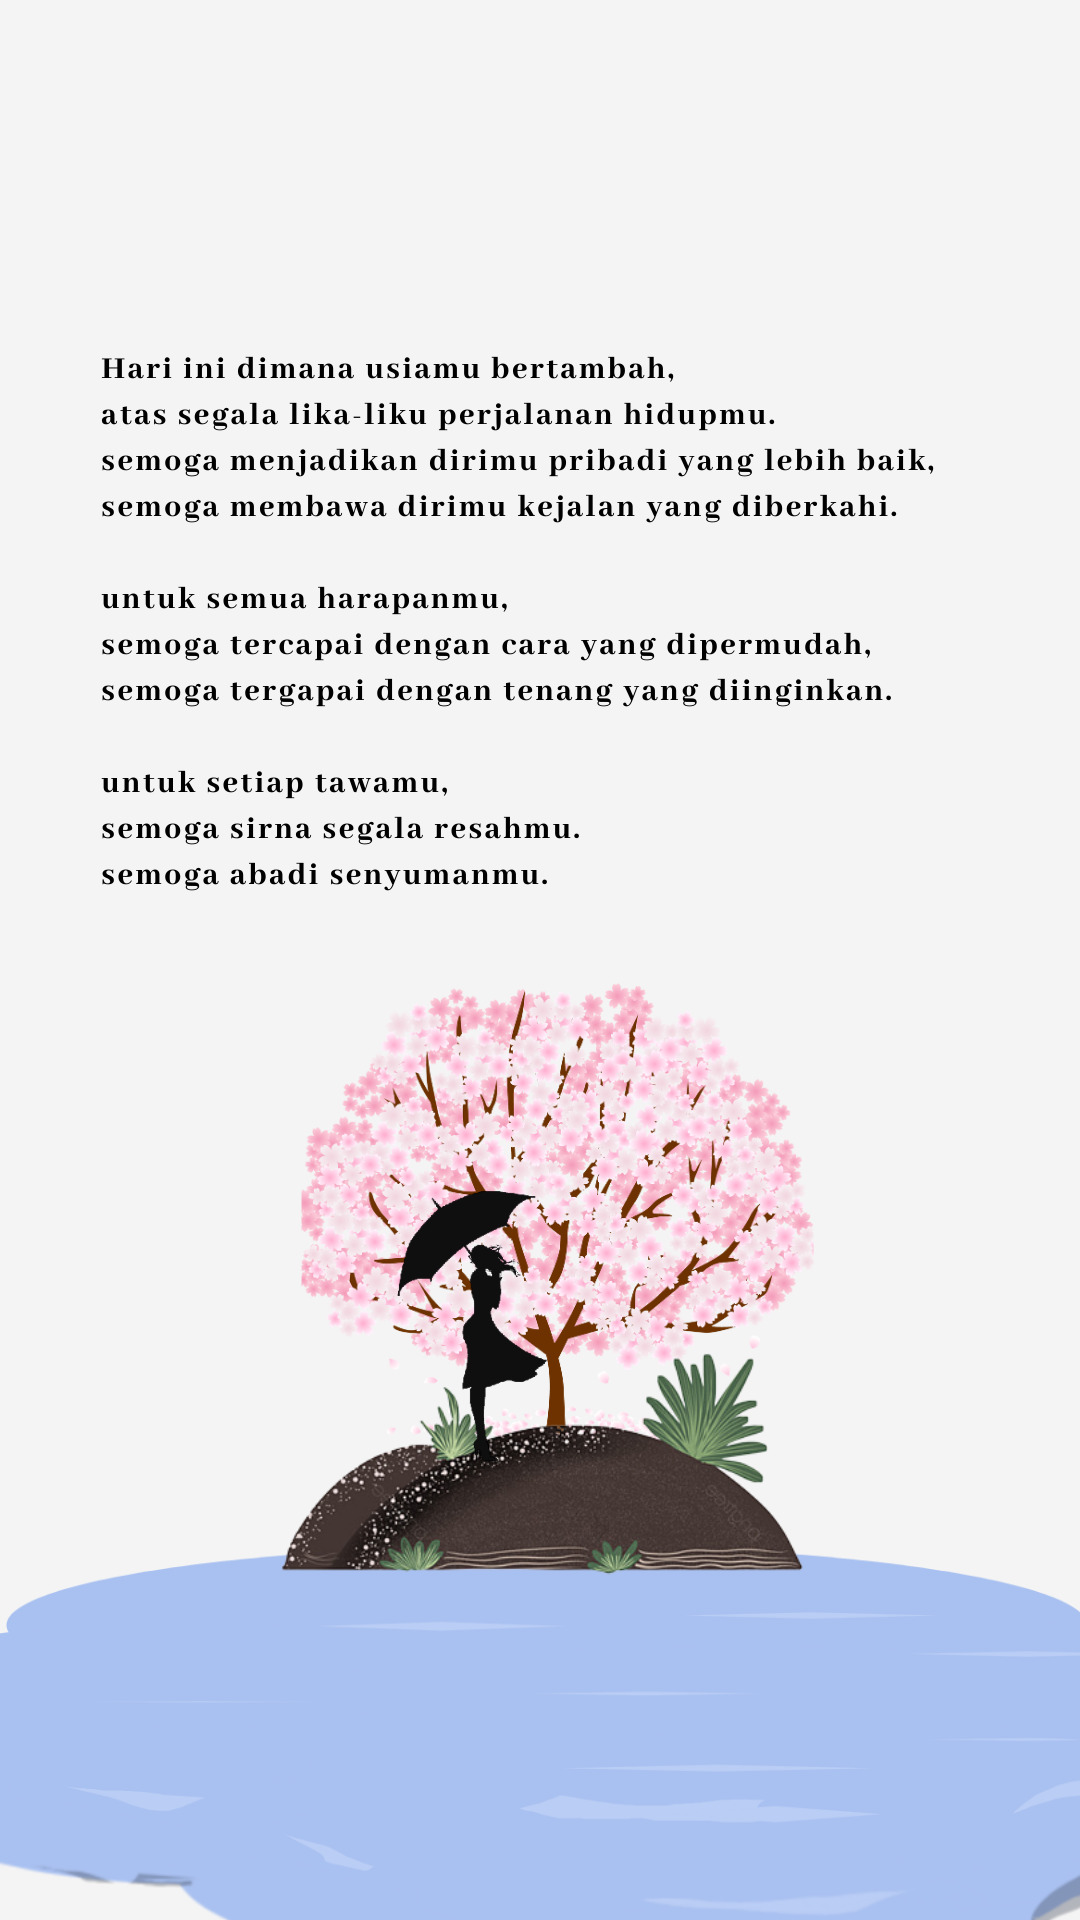 Hari ini dimana usiamu bertambah,
atas segala lika-liku perjalanan hidupmu.
semoga menjadikan dirimu pribadi yang lebih baik,
semoga membawa dirimu kejalan yang diberkahi.
untuk semua harapanmu,
semoga tercapai dengan cara yang dipermudah,
semoga tergapai dengan tenang yang diinginkan.
untuk setiap tawamu,
semoga sirna segala resahmu.
semoga abadi senyumanmu.